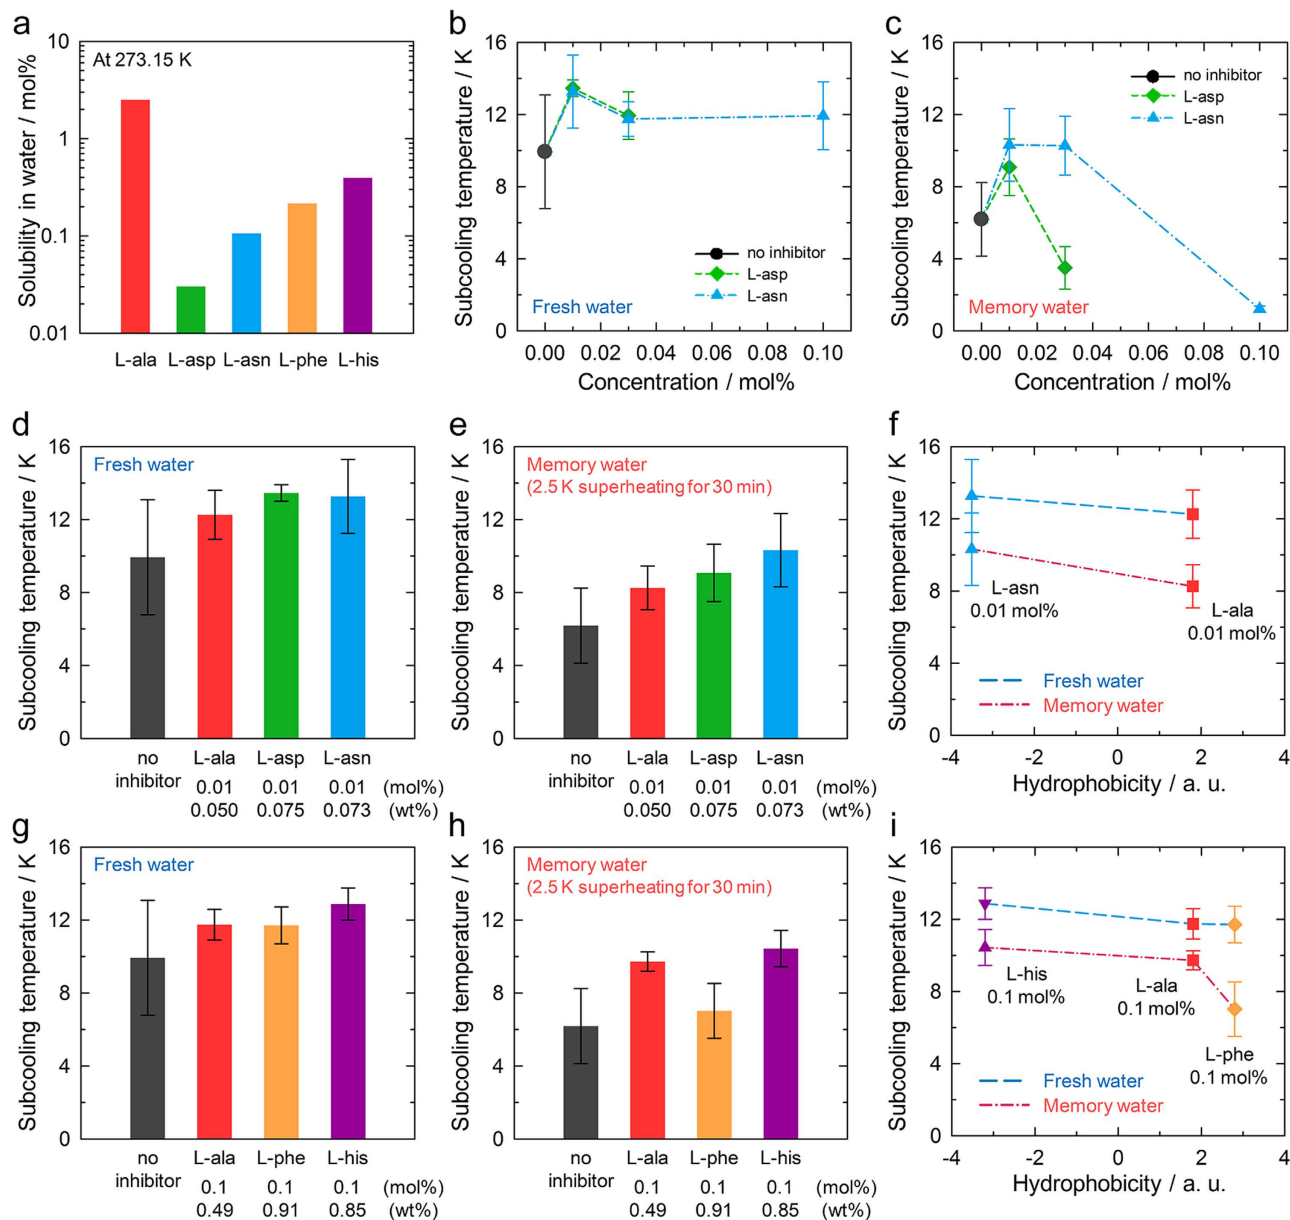 a
Solubility in water / mol%
10
1
0.1
0.01
At 273.15 K
L-ala L-asp L-asn L-phe L-his
b
Subcooling temperature / K
16
12
8
4
0
no inhibitor
L-asp
L-asn
Fresh water
0.00 0.02 0.04 0.06 0.08 0.10
Concentration / mol%
c
Subcooling temperature / K
16
12
8
4
0
no inhibitor
L-asp
L-asn
Memory water
0.00 0.02 0.04 0.06 0.08 0.10
Concentration / mol%
d
Subcooling temperature / K
16
12
8
4
0
Fresh water
no inhibitor
L-ala L-asp L-asn
0.01 0.01 0.01 (mol%)
0.050 0.075 0.073 (wt%)
e
Subcooling temperature / K
16
12
8
4
0
Memory water
(2.5 K superheating for 30 min)
no inhibitor
L-ala L-asp L-asn
0.01 0.01 0.01 (mol%)
0.050 0.075 0.073 (wt%)
f
Subcooling temperature / K
16
12
8
4
0
L-asn
0.01 mol%
L-ala
0.01 mol%
Fresh water
Memory water
-4 -2 0 2 4
Hydrophobicity / a. u.
g
Subcooling temperature / K
16
12
8
4
0
Fresh water
no inhibitor
L-ala L-phe L-his
0.1 0.1 0.1 (mol%)
0.49 0.91 0.85 (wt%)
h
Subcooling temperature / K
16
12
8
4
0
Memory water
(2.5 K superheating for 30 min)
no inhibitor
L-ala L-phe L-his
0.1 0.1 0.1 (mol%)
0.49 0.91 0.85 (wt%)
i
Subcooling temperature / K
16
12
8
4
0
L-his
0.1 mol%
L-ala
0.1 mol%
L-phe
0.1 mol%
Fresh water
Memory water
-4 -2 0 2 4
Hydrophobicity / a. u.